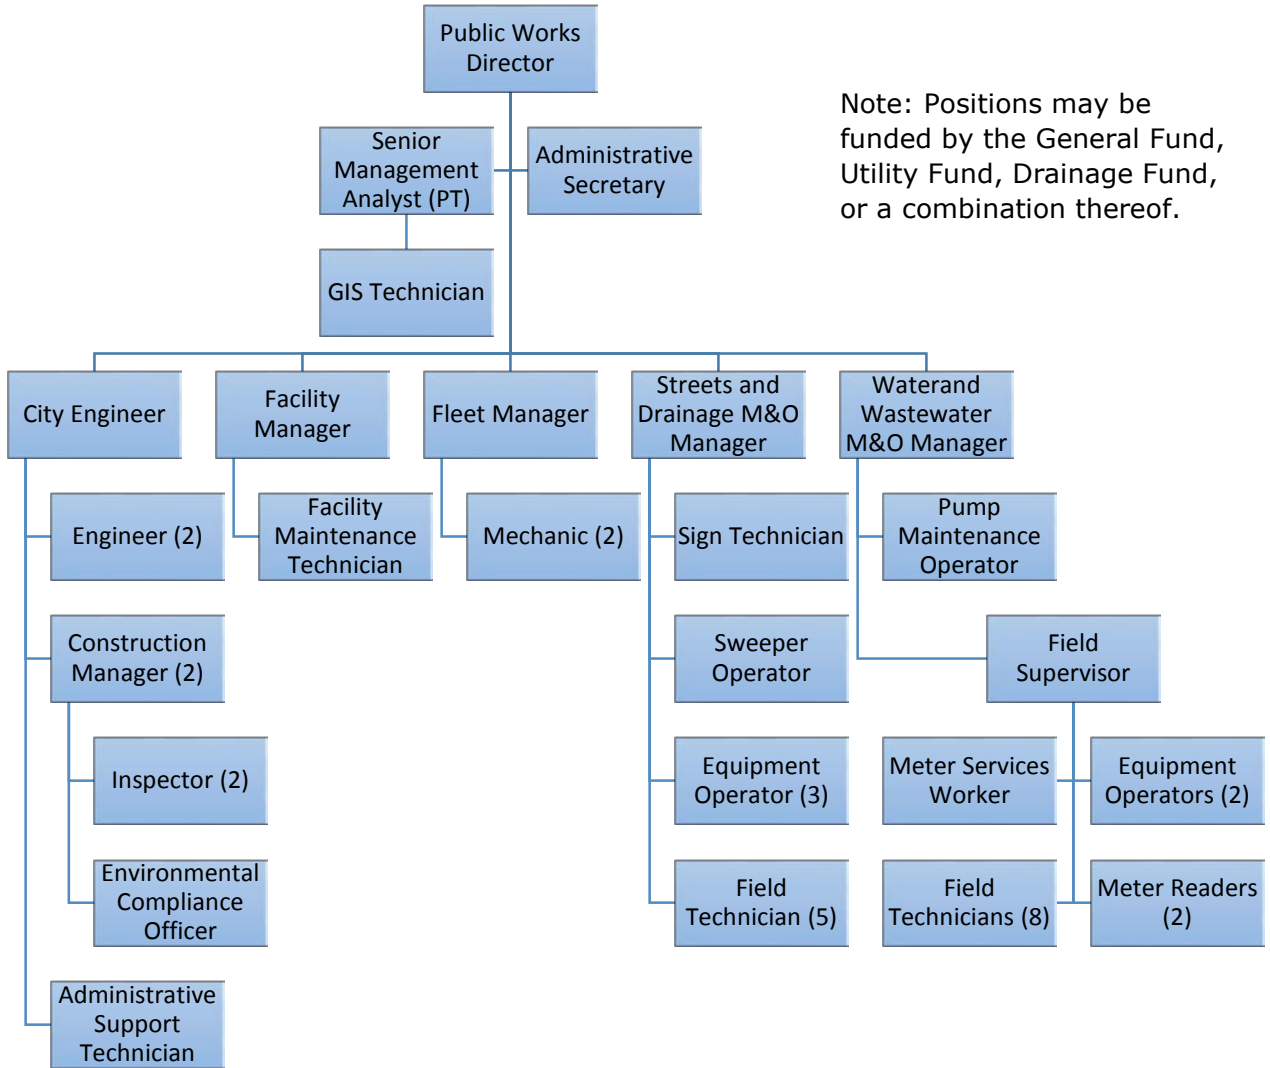 Public Works
Director
Note: Positions may be
funded by the General Fund,
Utility Fund, Drainage Fund,
or a combination thereof.
Senior
Management
Analyst (PT)
Administrative
Secretary
GIS Technician
City Engineer
Facility
Manager
Fleet Manager
Streets and
Drainage M&O
Manager
Waterand
Wastewater
M&O Manager
Engineer (2)
Facility
Maintenance
Technician
Mechanic (2)
Sign Technician
Pump
Maintenance
Operator
Construction
Manager (2)
Sweeper
Operator
Field
Supervisor
Inspector (2)
Equipment
Operator (3)
Meter Services
Worker
Equipment
Operators (2)
Environmental
Compliance
Officer
Field
Technician (5)
Field
Technicians (8)
Meter Readers
(2)
Administrative
Support
Technician